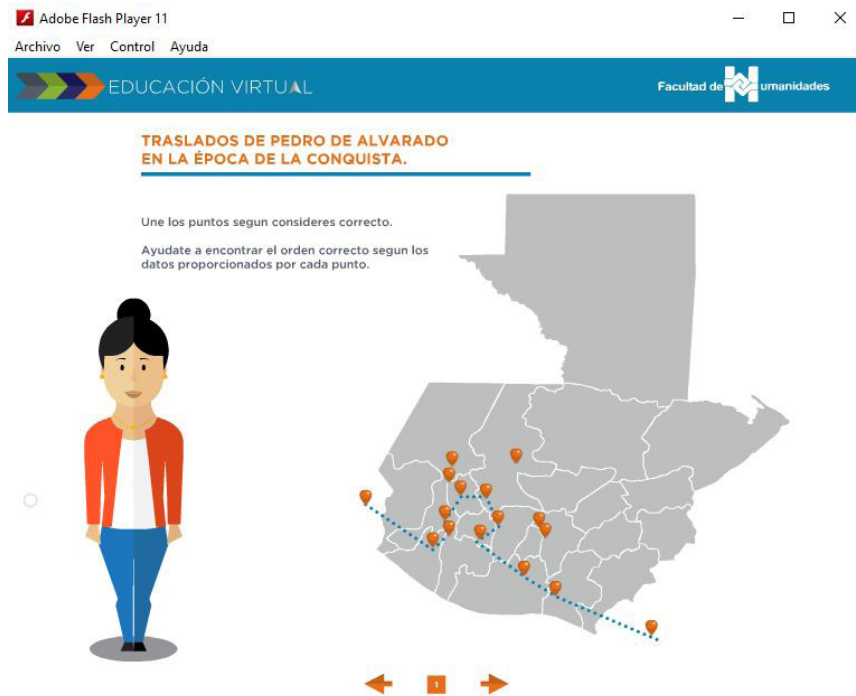 Adobe Flash Player 11
Archivo Ver Control Ayuda
EDUCACIÓN VIRTUAL
Facultad de Humanidades
TRASLADOS DE PEDRO DE ALVARADO
EN LA ÉPOCA DE LA CONQUISTA.
Une los puntos segun consideres correcto.
Ayudate a encontrar el orden correcto segun los
datos proporcionados por cada punto.
1